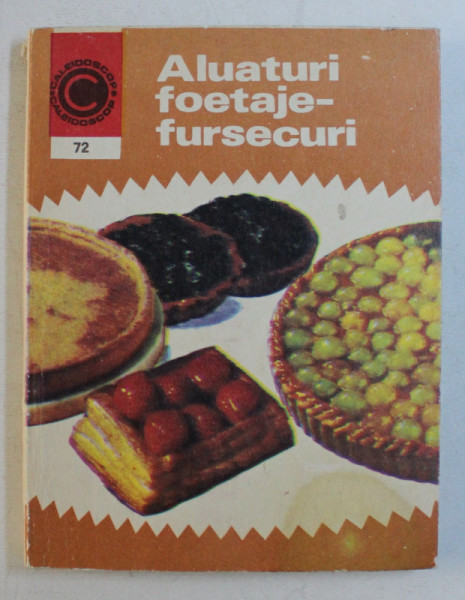 CALEIDOSCOP
C
CALEIDOSCOP
72
Aluaturi
foetaje-
fursecuri